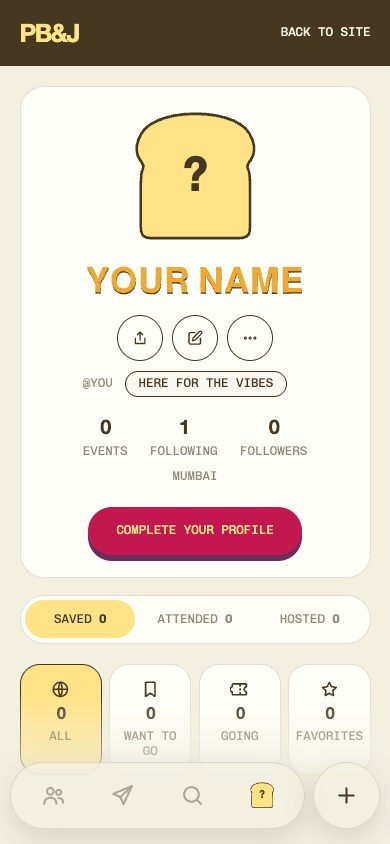 PB&J
BACK TO SITE
?
YOUR NAME
@YOU
HERE FOR THE VIBES
0 1 0
EVENTS FOLLOWING FOLLOWERS
MUMBAI
COMPLETE YOUR PROFILE
SAVED 0 ATTENDED 0 HOSTED 0
0 0 0 0
ALL WANT TO GOING FAVORITES
GO
?